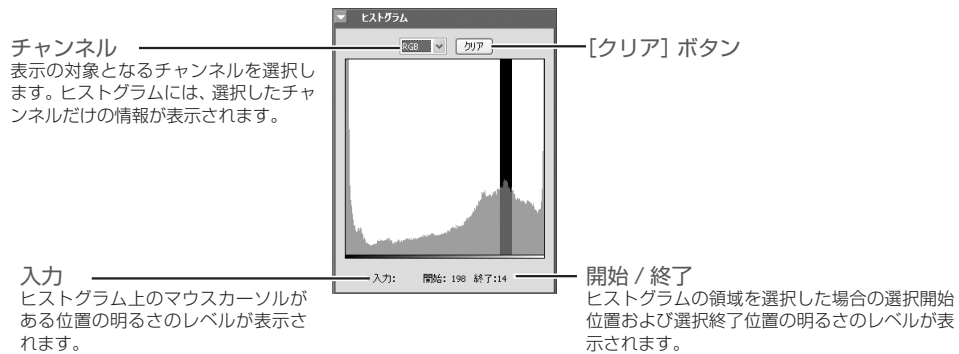 ヒストグラム
チャンネル
表示の対象となるチャンネルを選択し
ます。ヒストグラムには、選択したチャ
ンネルだけの情報が表示されます。
RGB
クリア
[クリア] ボタン
入力
ヒストグラム上のマウスカーソルが
ある位置の明るさのレベルが表示さ
れます。
入力: 開始: 198 終了:14
開始 / 終了
ヒストグラムの領域を選択した場合の選択開始
位置および選択終了位置の明るさのレベルが表
示されます。